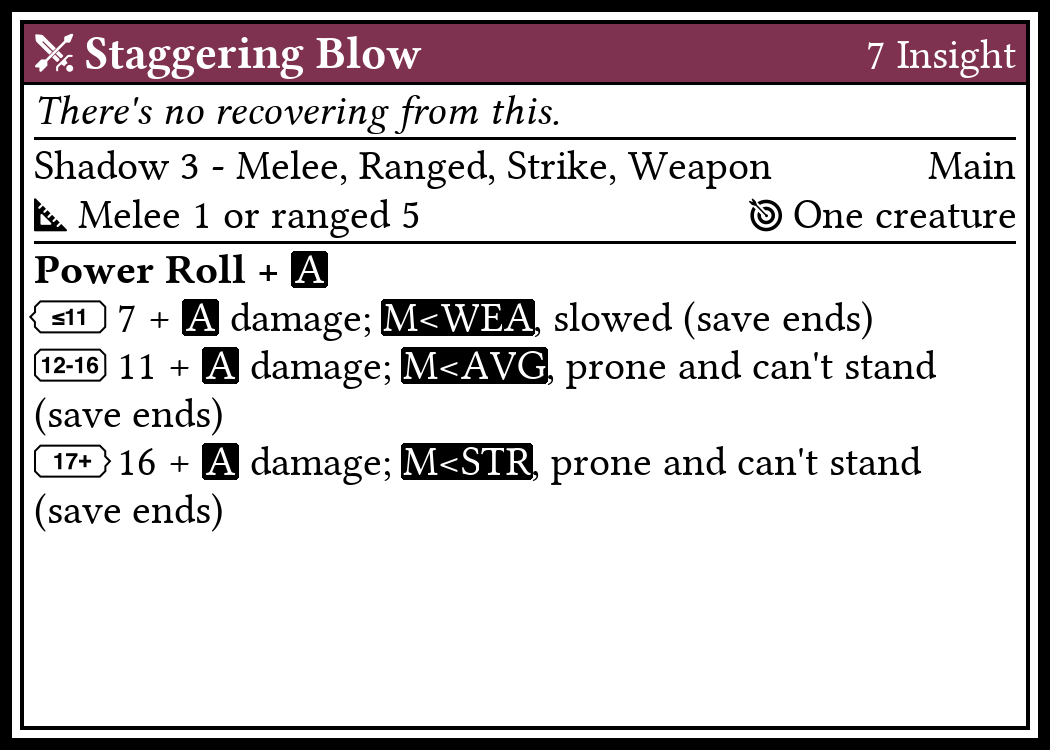 Staggering Blow 7 Insight
There's no recovering from this.
Shadow 3 - Melee, Ranged, Strike, Weapon Main
Melee 1 or ranged 5 One creature
Power Roll + A
≤11 7 + A damage; M<WEA, slowed (save ends)
12-16 11 + A damage; M<AVG, prone and can't stand
(save ends)
17+ 16 + A damage; M<STR, prone and can't stand
(save ends)